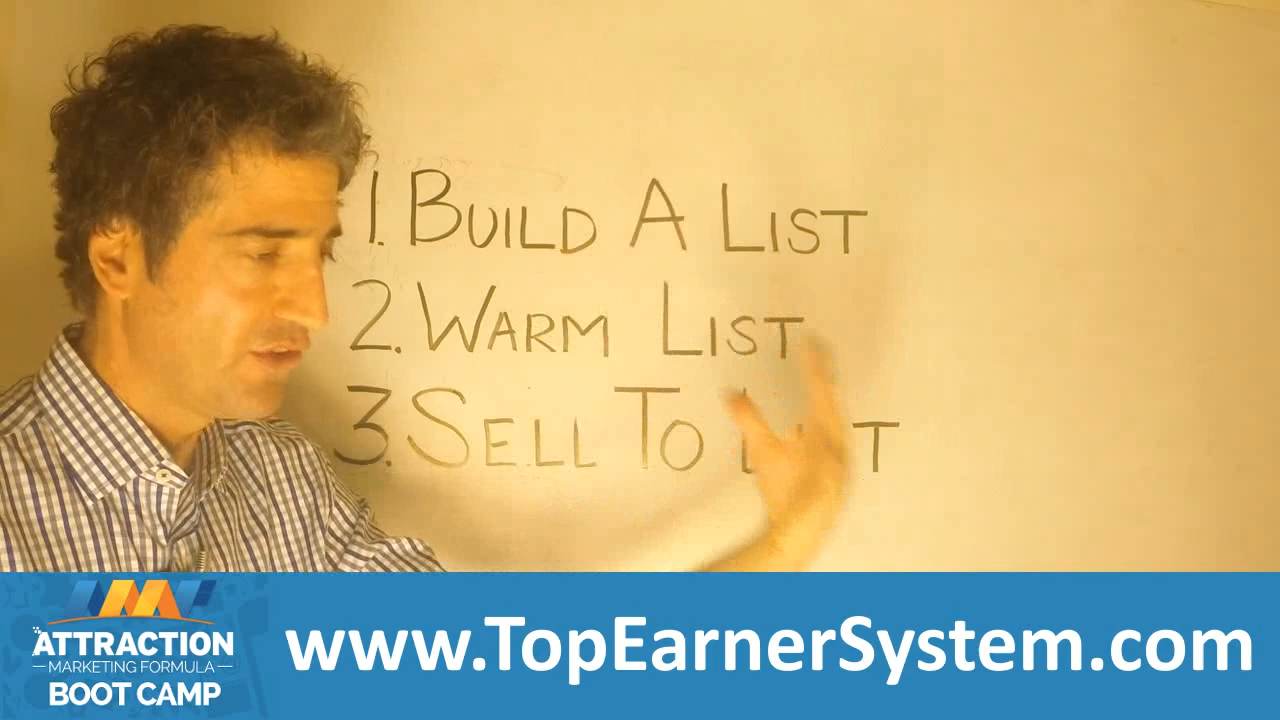 1. BUILD A LIST
2. WARM LIST
3. SELL TO
ATTRACTION
MARKETING FORMULA
BOOT CAMP
www.TopEarnerSystem.com